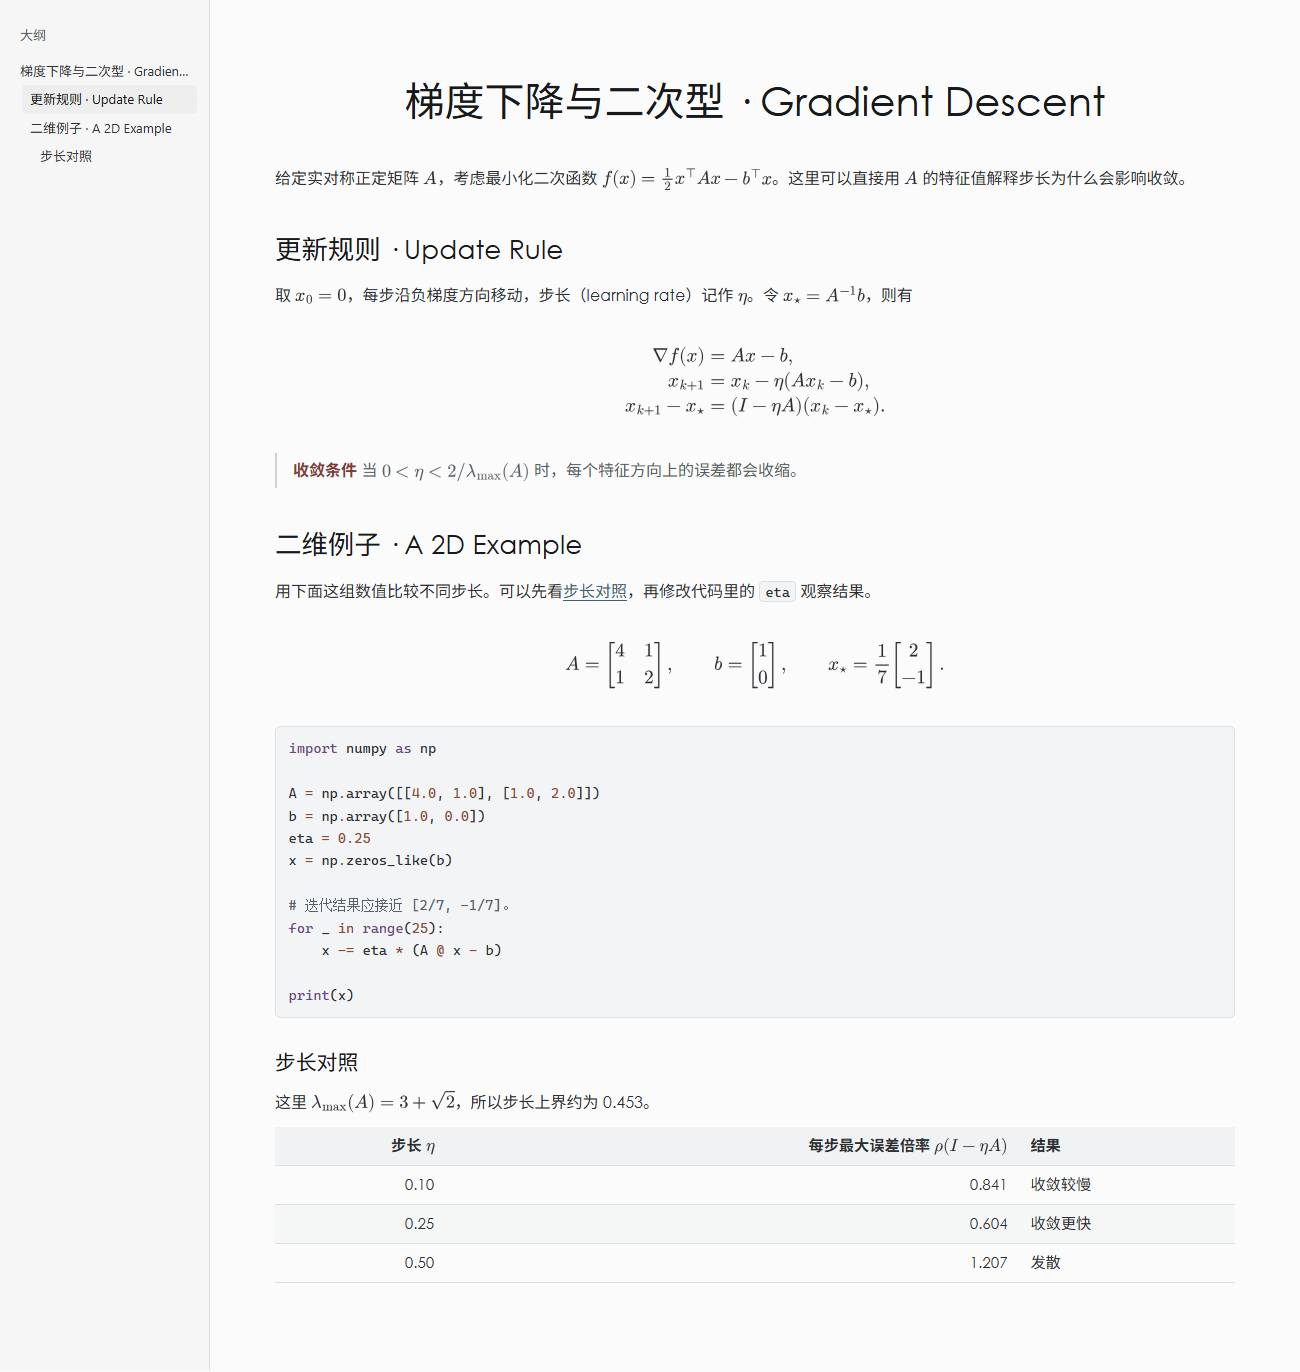 大纲
梯度下降与二次型 · Gradien...
更新规则 · Update Rule
二维例子 · A 2D Example
步长对照
梯度下降与二次型 · Gradient Descent
给定实对称正定矩阵 A，考虑最小化二次函数 f(x) = 1/2 x⊤Ax − b⊤x。这里可以直接用 A 的特征值解释步长为什么会影响收敛。
更新规则 · Update Rule
取 x₀ = 0，每步沿负梯度方向移动，步长（learning rate）记作 η。令 x⋆ = A⁻¹b，则有
∇f(x) = Ax − b,
x_{k+1} = x_k − η(Ax_k − b),
x_{k+1} − x⋆ = (I − ηA)(x_k − x⋆).
收敛条件 当 0 < η < 2/λ_max(A) 时，每个特征方向上的误差都会收缩。
二维例子 · A 2D Example
用下面这组数值比较不同步长。可以先看步长对照，再修改代码里的 eta 观察结果。
A = [4 1; 1 2], b = [1; 0], x⋆ = 1/7 [2; −1].
import numpy as np
A = np.array([[4.0, 1.0], [1.0, 2.0]])
b = np.array([1.0, 0.0])
eta = 0.25
x = np.zeros_like(b)
# 迭代结果应接近 [2/7, -1/7]。
for _ in range(25):
    x -= eta * (A @ x - b)
print(x)
步长对照
这里 λ_max(A) = 3 + √2，所以步长上界约为 0.453。
步长 η 每步最大误差倍率 ρ(I − ηA) 结果
0.10 0.841 收敛较慢
0.25 0.604 收敛更快
0.50 1.207 发散